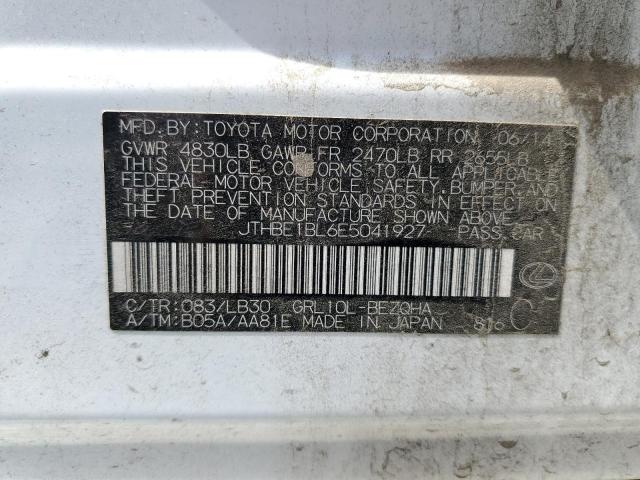 MFD. BY: TOYOTA MOTOR CORPORATION 06/14
GVWR 4830LB GAWR FR 2470LB RR 2656LB
THIS VEHICLE CONFORMS TO ALL APPLICABLE
FEDERAL MOTOR VEHICLE SAFETY, BUMPER, AND
THEFT PREVENTION STANDARDS IN EFFECT ON
THE DATE OF MANUFACTURE SHOWN ABOVE.
JTHBE1BL6E5041927 PASS. CAR
C/TR: 083/LB30 GRL10L-BEZQHA
A/TM: B05A/AA81E MADE IN JAPAN 816 C